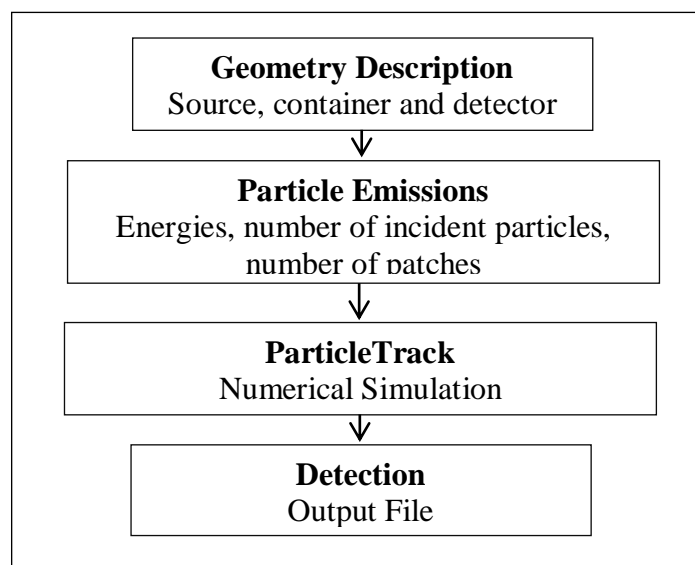 Geometry Description
Source, container and detector
Particle Emissions
Energies, number of incident particles,
number of patches
ParticleTrack
Numerical Simulation
Detection
Output File